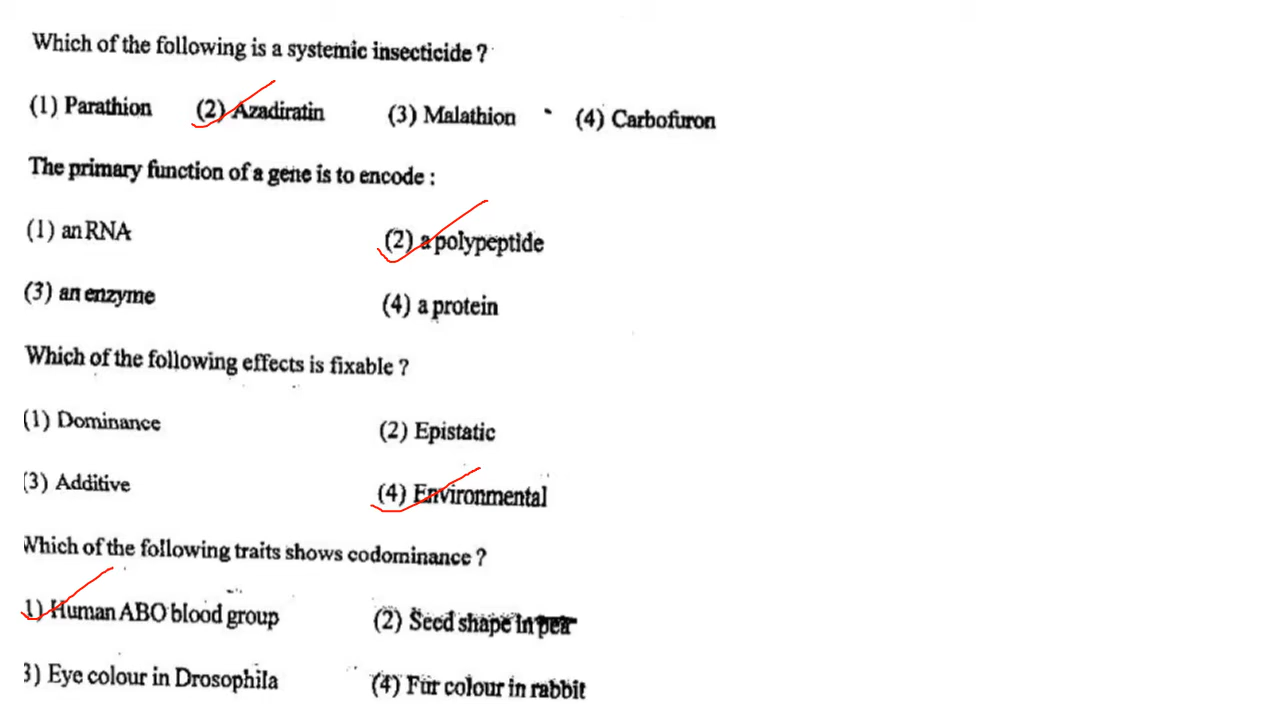 Which of the following is a systemic insecticide ?
(1) Parathion (2) Azadiratin (3) Malathion (4) Carbofuron
The primary function of a gene is to encode :
(1) an RNA (2) a polypeptide
(3) an enzyme (4) a protein
Which of the following effects is fixable ?
(1) Dominance (2) Epistatic
(3) Additive (4) Environmental
Which of the following traits shows codominance ?
1) Human ABO blood group (2) Seed shape in pea
3) Eye colour in Drosophila (4) Fur colour in rabbit